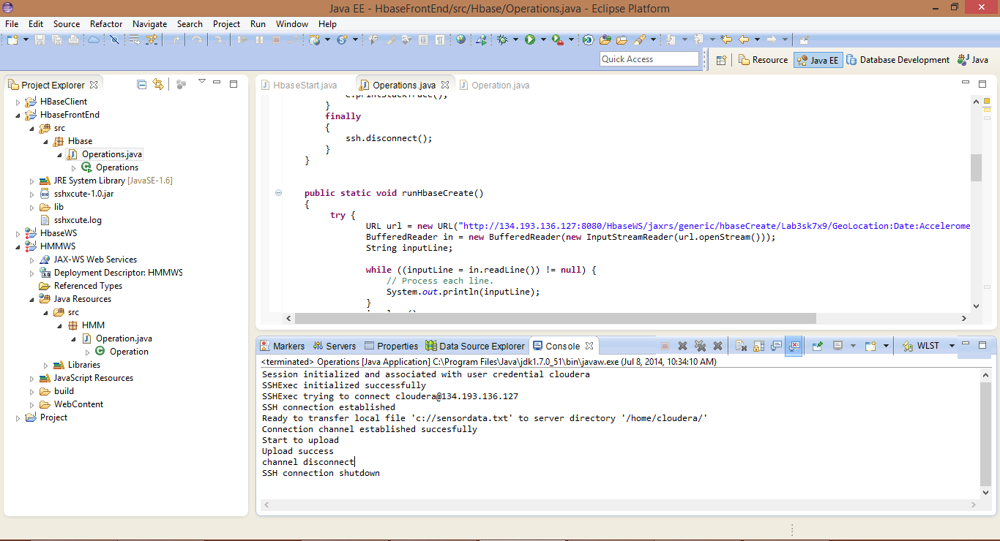 Java EE - HbaseFrontEnd/src/Hbase/Operations.java - Eclipse Platform
File Edit Source Refactor Navigate Search Project Run Window Help
Quick Access
Resource
Java EE
Database Development
Java
Project Explorer
HBaseClient
HbaseFrontEnd
src
Hbase
Operations.java
Operations
JRE System Library [JavaSE-1.6]
sshxcute-1.0.jar
lib
sshxcute.log
HbaseWS
HMMWS
JAX-WS Web Services
Deployment Descriptor: HMMWS
Referenced Types
Java Resources
src
HMM
Operation.java
Operation
Libraries
JavaScript Resources
build
WebContent
Project
HbaseStart.java
Operations.java
Operation.java
e.printStackTrace();
}
finally
{
ssh.disconnect();
}
}
public static void runHbaseCreate()
{
try {
URL url = new URL("http://134.193.136.127:8080/HbaseWS/jaxrs/generic/hbaseCreate/Lab3sk7x9/GeoLocation:Date:Accelerome
BufferedReader in = new BufferedReader(new InputStreamReader(url.openStream()));
String inputLine;
while ((inputLine = in.readLine()) != null) {
// Process each line.
System.out.println(inputLine);
}
Markers
Servers
Properties
Data Source Explorer
Console
WLST
<terminated> Operations [Java Application] C:\Program Files\Java\jdk1.7.0_51\bin\javaw.exe (Jul 8, 2014, 10:34:10 AM)
Session initialized and associated with user credential cloudera
SSHExec initialized successfully
SSHExec trying to connect cloudera@134.193.136.127
SSH connection established
Ready to transfer local file 'c://sensordata.txt' to server directory '/home/cloudera/'
Connection channel established succesfully
Start to upload
Upload success
channel disconnect
SSH connection shutdown